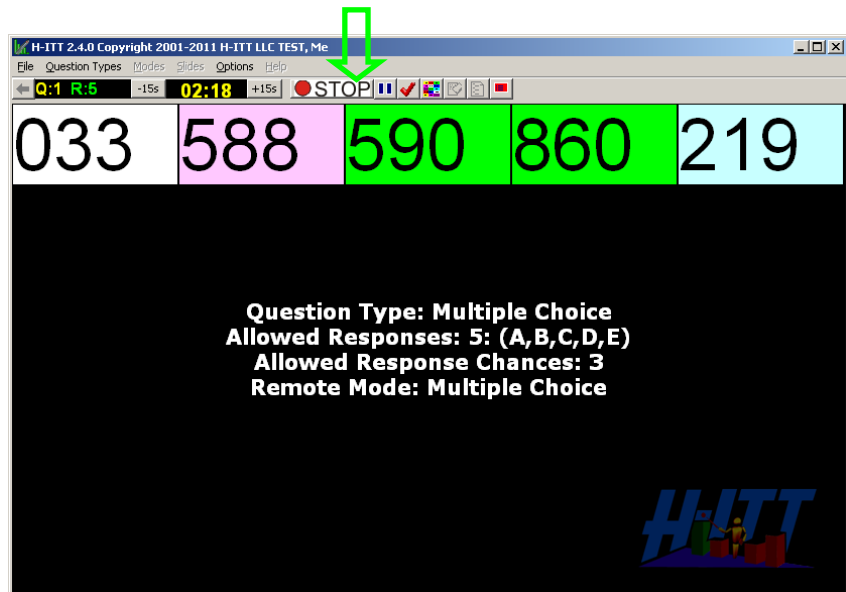 H-ITT 2.4.0 Copyright 2001-2011 H-ITT LLC TEST, Me
File Question Types Modes Slides Options Help
Q:1 R:5 -15s 02:18 +15s STOP
033 588 590 860 219
Question Type: Multiple Choice
Allowed Responses: 5: (A,B,C,D,E)
Allowed Response Chances: 3
Remote Mode: Multiple Choice
H-ITT